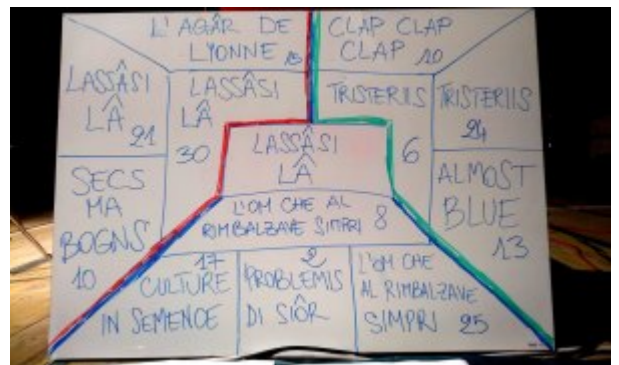 L'AGÂR DE
LYONNE 15
CLAP CLAP
CLAP 10
LASSÂSI
LÂ
21
LASSÂSI
LÂ
30
TRISTERIIS
6
TRISTERIIS
24
LASSÂSI
LÂ
SECS
MA
BOGNS
10
L'OM CHE AL
RIMBALZAVE SIMPRI 8
ALMOST
BLUE
13
17
CULTURE
IN SEMENCE
2
PROBLEMIS
DI SIÔR
L'OM CHE
AL RIMBALZAVE
SIMPRI 25